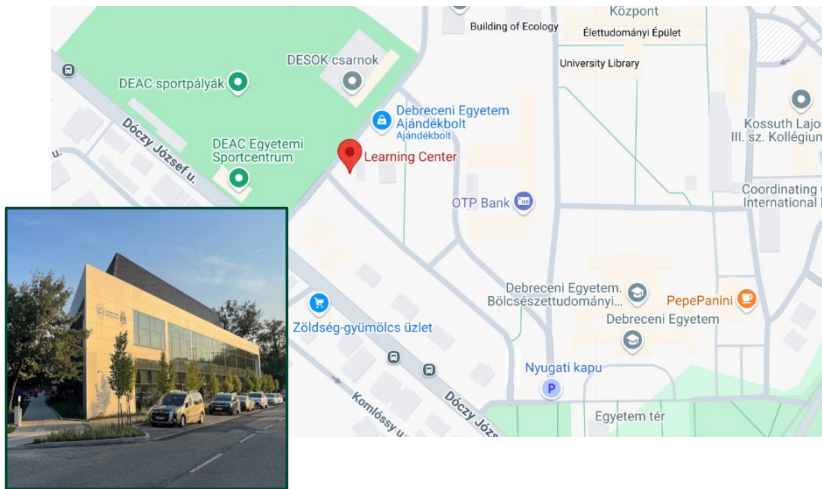 Központ
Building of Ecology
Élettudományi Épület
University Library
DESOK csarnok
DEAC sportpályák
Debreceni Egyetem
Ajándékbolt
Ajándékbolt
Kossuth Lajos
III. sz. Kollégium
Dóczy József u.
DEAC Egyetemi
Sportcentrum
Learning Center
u.
Coordinating
International
OTP Bank
Debreceni Egyetem.
Bölcsészettudományi...
PepePanini
Debreceni Egyetem
Zöldség-gyümölcs üzlet
Nyugati kapu
P
Komlóssy u.
Dóczy Józs
Egyetem tér